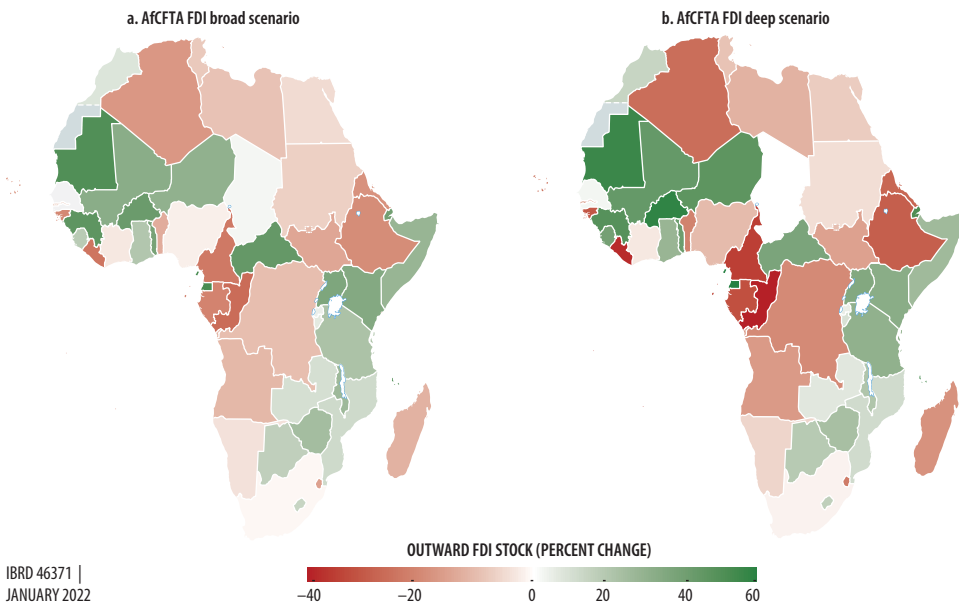 a. AfCFTA FDI broad scenario
b. AfCFTA FDI deep scenario
OUTWARD FDI STOCK (PERCENT CHANGE)
IBRD 46371 |
JANUARY 2022
−40 −20 0 20 40 60